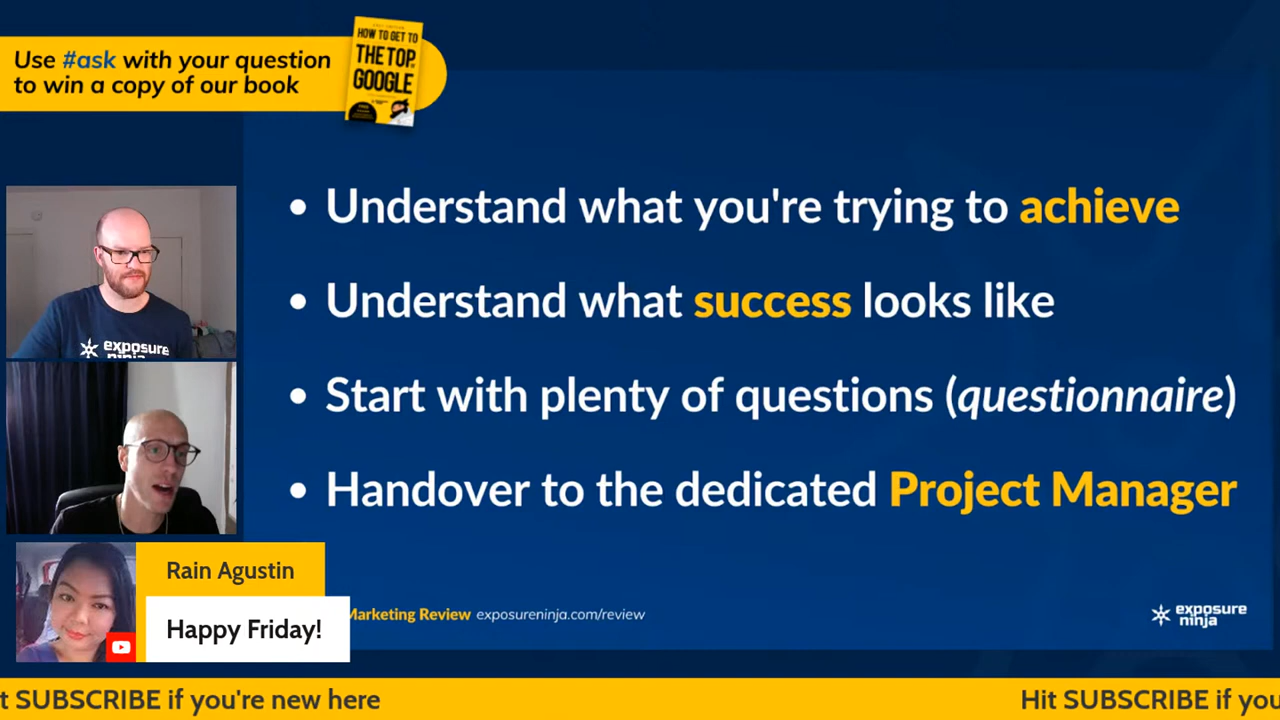 Use #ask with your question
to win a copy of our book
HOW TO GET TO
THE TOP
OF
GOOGLE
• Understand what you're trying to achieve
• Understand what success looks like
• Start with plenty of questions (questionnaire)
• Handover to the dedicated Project Manager
exposure
ninja
Rain Agustin
Happy Friday!
Marketing Review exposureninja.com/review
exposure
ninja
t SUBSCRIBE if you're new here
Hit SUBSCRIBE if you